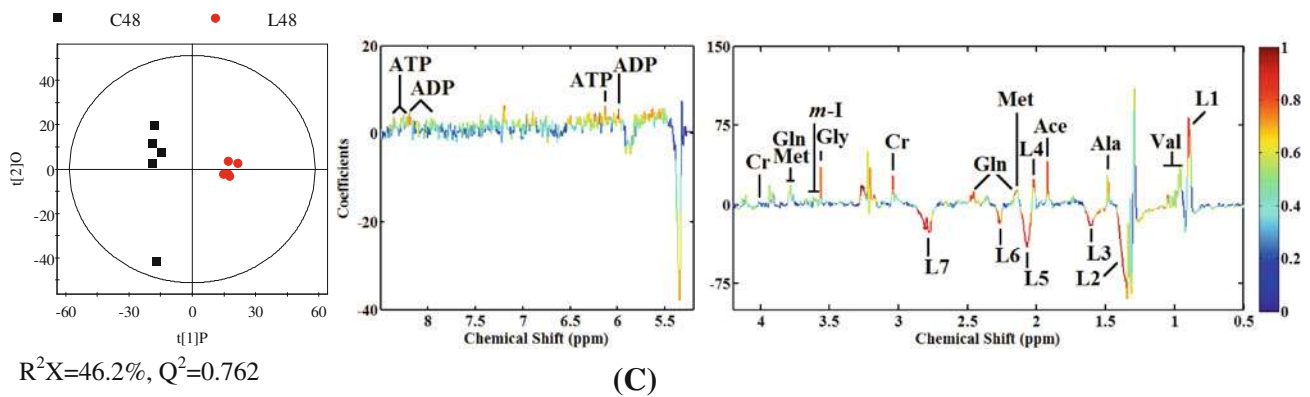 C48 L48
t[2]O
40
20
0
-20
-40
-60 -30 0 30 60
t[1]P
R²X=46.2%, Q²=0.762
Coefficients
20
0
-20
-40
ATP
ADP
ATP
ADP
8 7.5 7 6.5 6 5.5
Chemical Shift (ppm)
150
75
0
-75
Cr
Gln
Met
m-I
Gly
Cr
Gln
Met
L4
Ace
Ala
Val
L1
L7
L6
L5
L3
L2
4 3.5 3 2.5 2 1.5 1 0.5
Chemical Shift (ppm)
1
0.8
0.6
0.4
0.2
0
(C)